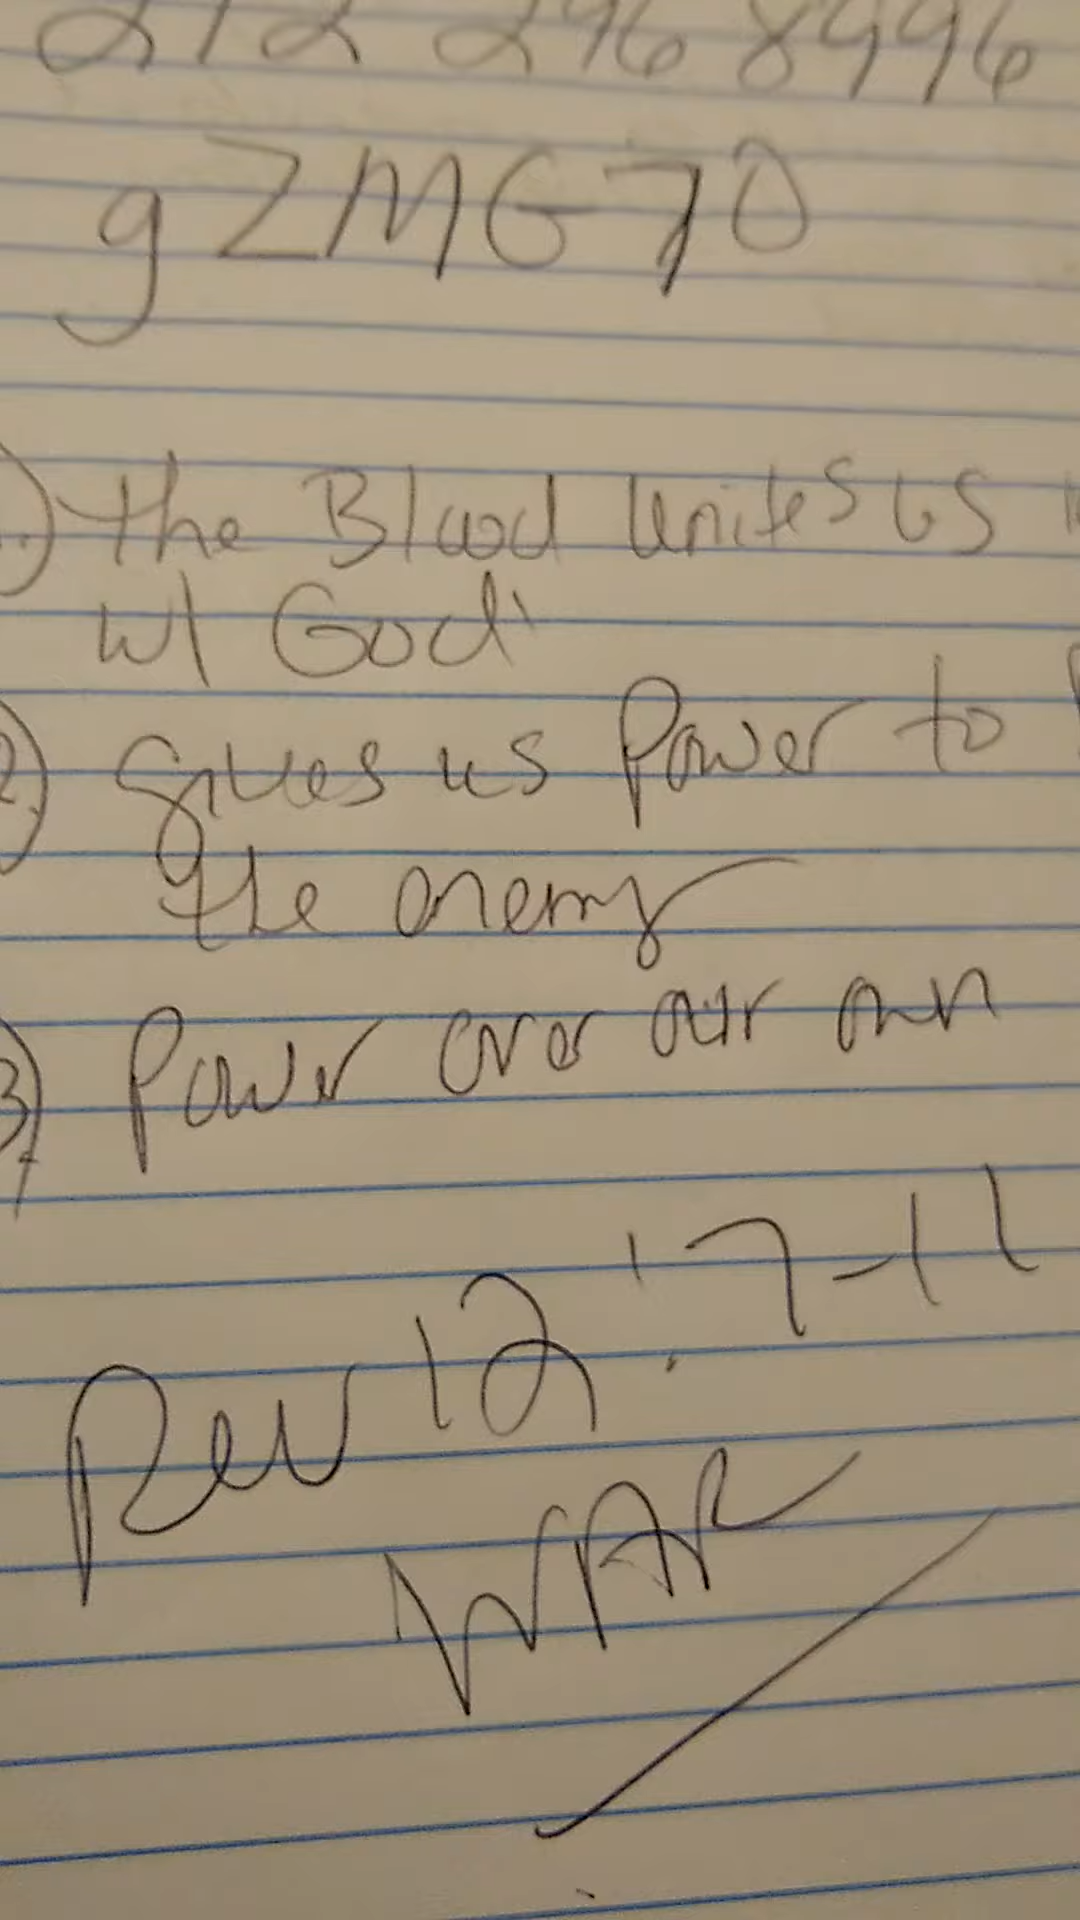 212 296 8996
gZMG70
1.) the Blood Unites us
w/ God
2.) Gives us Power to
the enemy
3) Power over our own
Rev 12:7-11
WAR